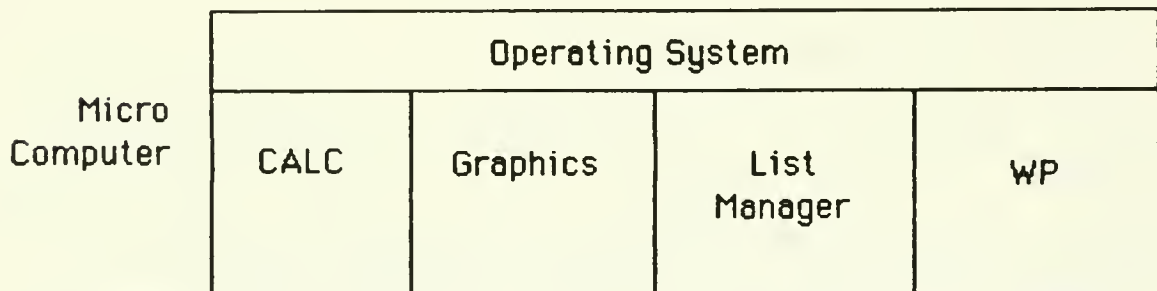 Operating System
Micro
Computer
CALC
Graphics
List
Manager
WP